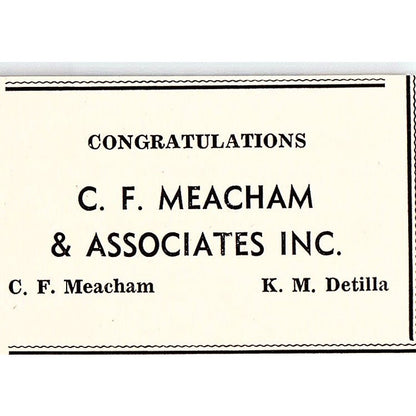 CONGRATULATIONS
C. F. MEACHAM
& ASSOCIATES INC.
C. F. Meacham K. M. Detilla